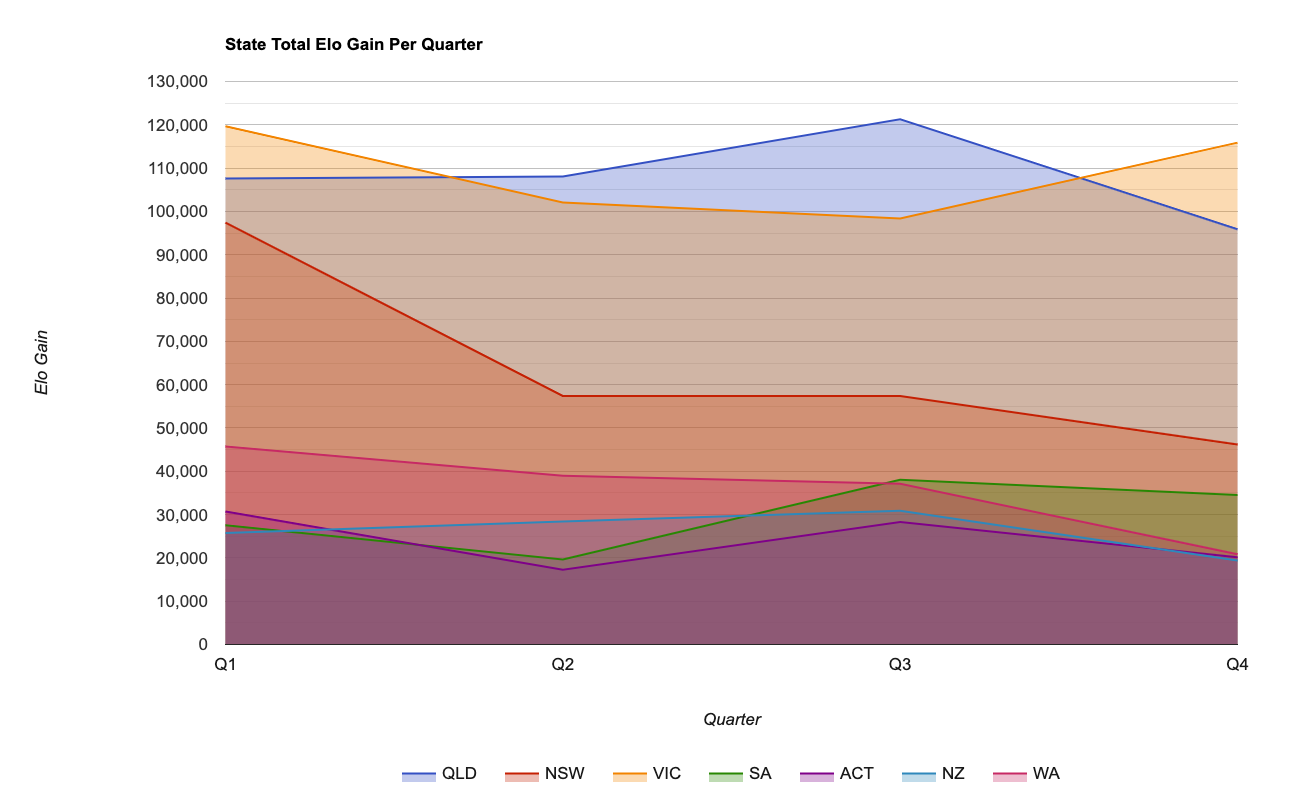 State Total Elo Gain Per Quarter
130,000
120,000
110,000
100,000
90,000
80,000
70,000
60,000
50,000
40,000
30,000
20,000
10,000
0
Elo Gain
Q1 Q2 Q3 Q4
Quarter
QLD NSW VIC SA ACT NZ WA